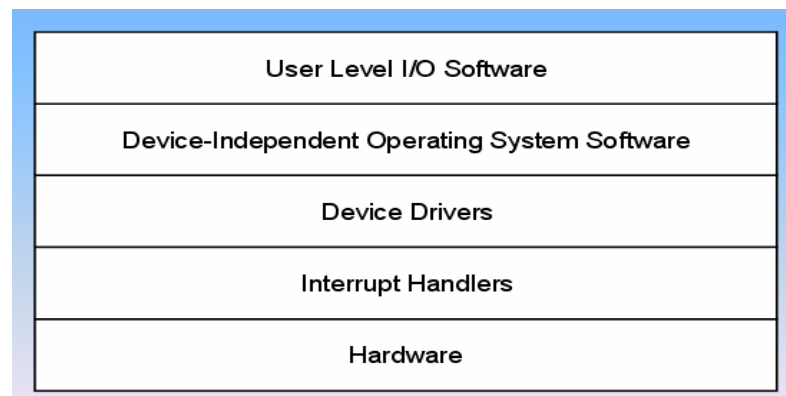 User Level I/O Software
Device-Independent Operating System Software
Device Drivers
Interrupt Handlers
Hardware